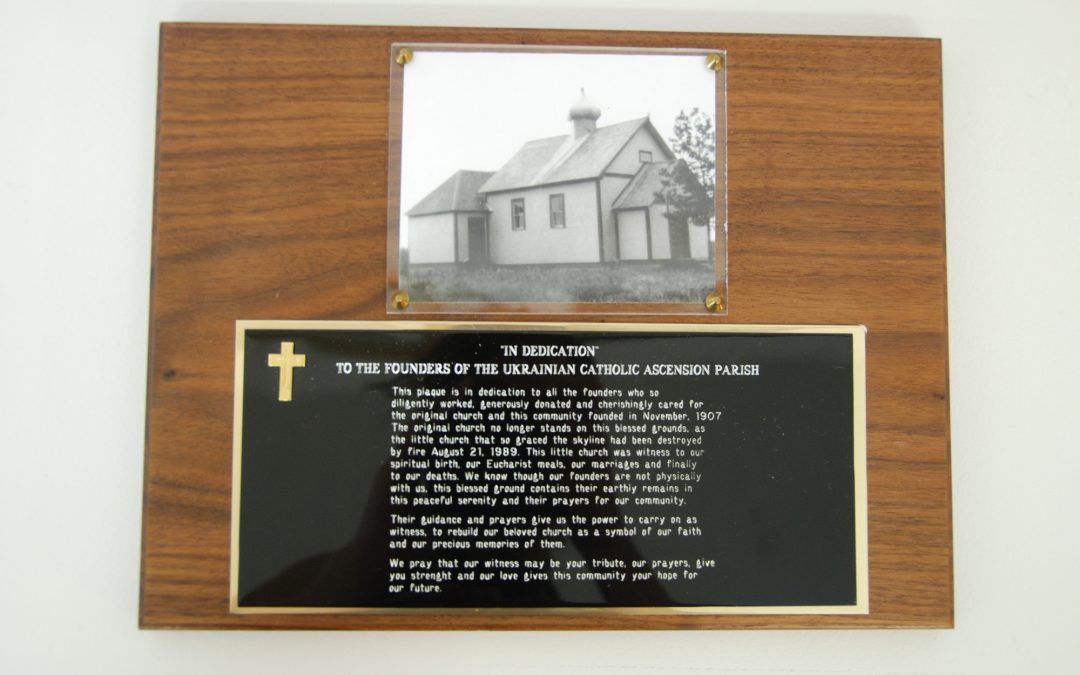 "IN DEDICATION"
TO THE FOUNDERS OF THE UKRAINIAN CATHOLIC ASCENSION PARISH
This plaque is in dedication to all the founders who so
diligently worked, generously donated and cherishingly cared for
the original church and this community founded in November, 1907
The original church no longer stands on this blessed grounds, as
the little church that so graced the skyline had been destroyed
by fire August 21, 1989. This little church was witness to our
spiritual birth, our Eucharist meals, our marriages and finally
to our deaths. We know though our founders are not physically
with us, this blessed ground contains their earthly remains in
this peaceful serenity and their prayers for our community.
Their guidance and prayers give us the power to carry on as
witness, to rebuild our beloved church as a symbol of our faith
and our precious memories of them.
We pray that our witness may be your tribute, our prayers, give
you strenght and our love gives this community your hope for
our future.